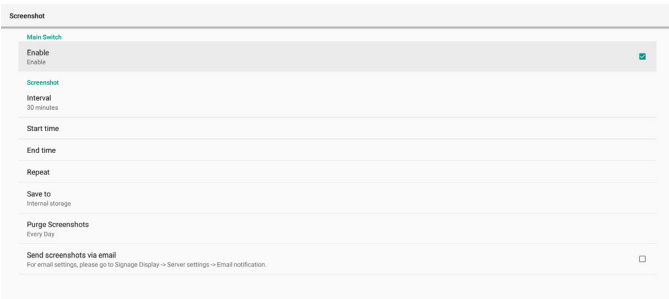 Screenshot
Main Switch
Enable
Enable
Screenshot
Interval
30 minutes
Start time
End time
Repeat
Save to
Internal storage
Purge Screenshots
Every Day
Send screenshots via email
For email settings, please go to Signage Display -> Server settings -> Email notification.